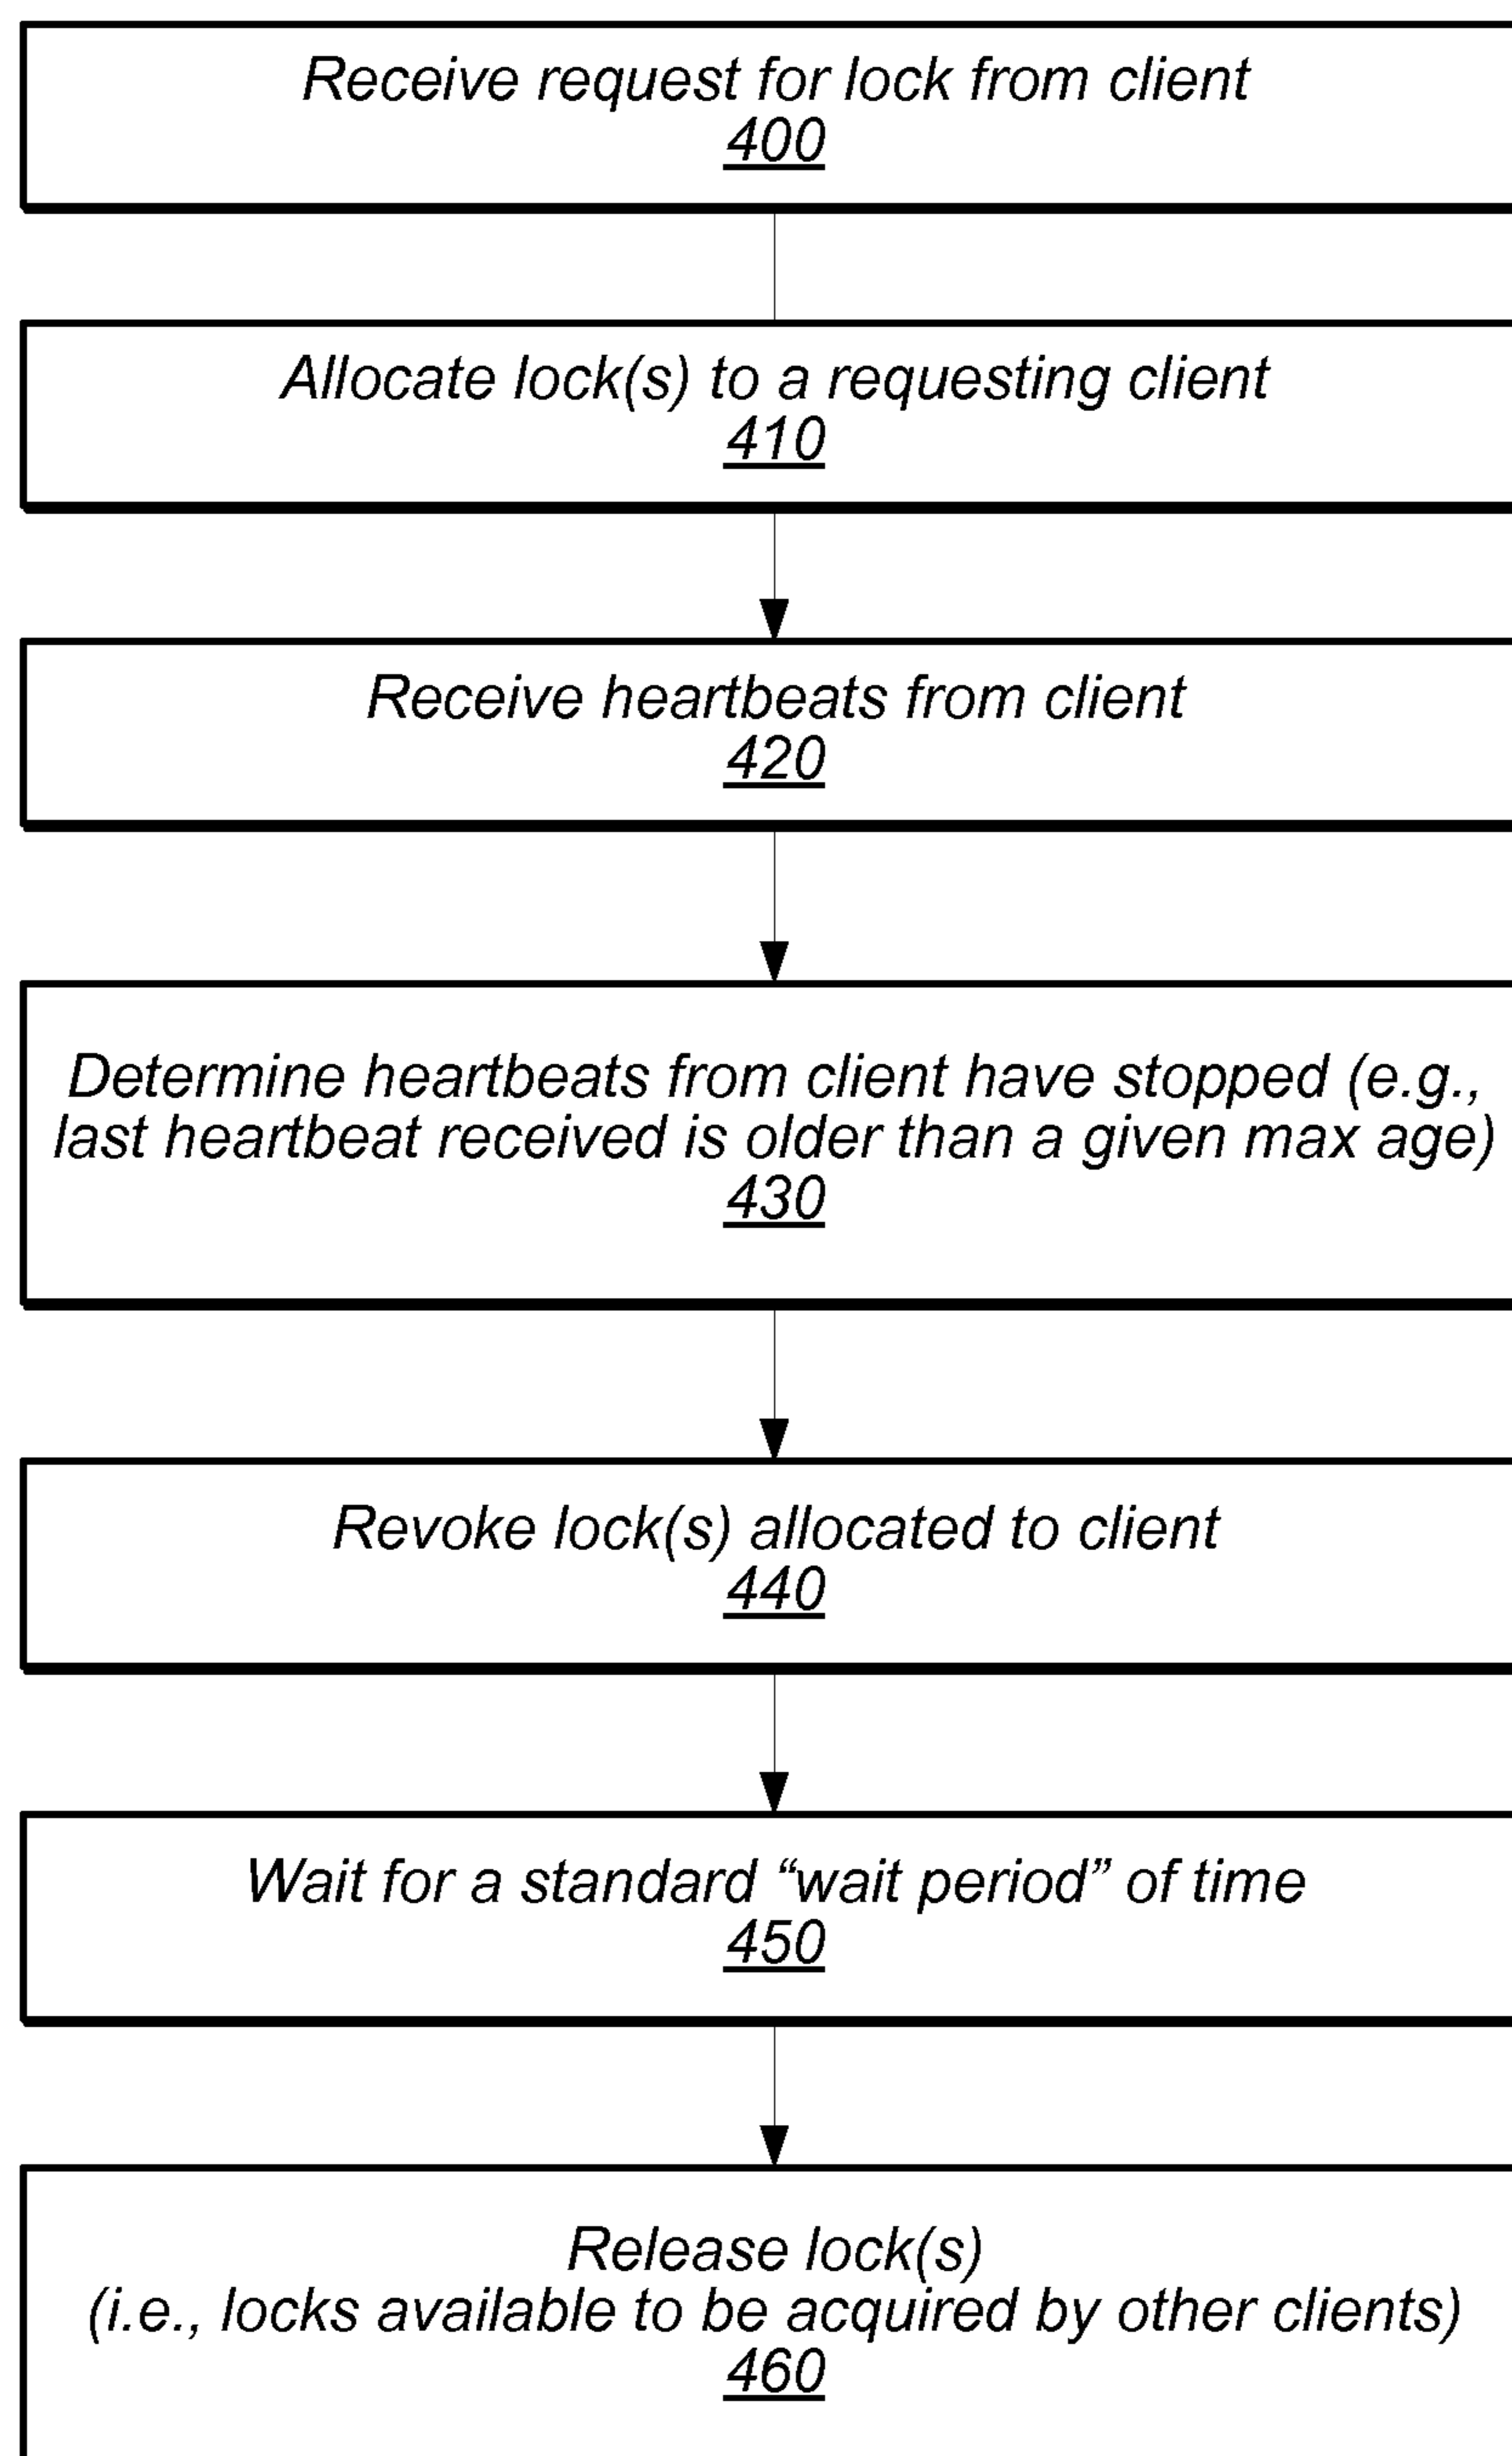 Receive request for lock from client
400
Allocate lock(s) to a requesting client
410
Receive heartbeats from client
420
Determine heartbeats from client have stopped (e.g.,
last heartbeat received is older than a given max age)
430
Revoke lock(s) allocated to client
440
Wait for a standard “wait period” of time
450
Release lock(s)
(i.e., locks available to be acquired by other clients)
460